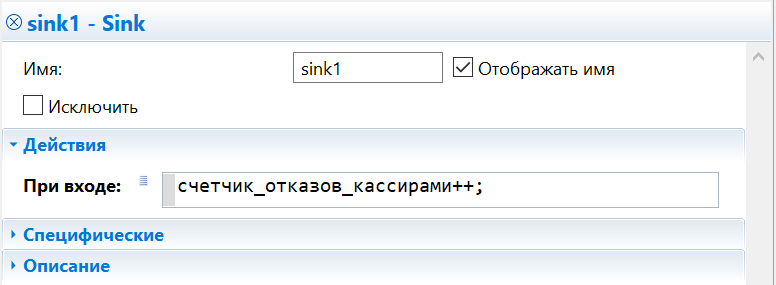 sink1 - Sink
Имя: sink1 Отображать имя
Исключить
Действия
При входе: счетчик_отказов_кассирами++;
Специфические
Описание